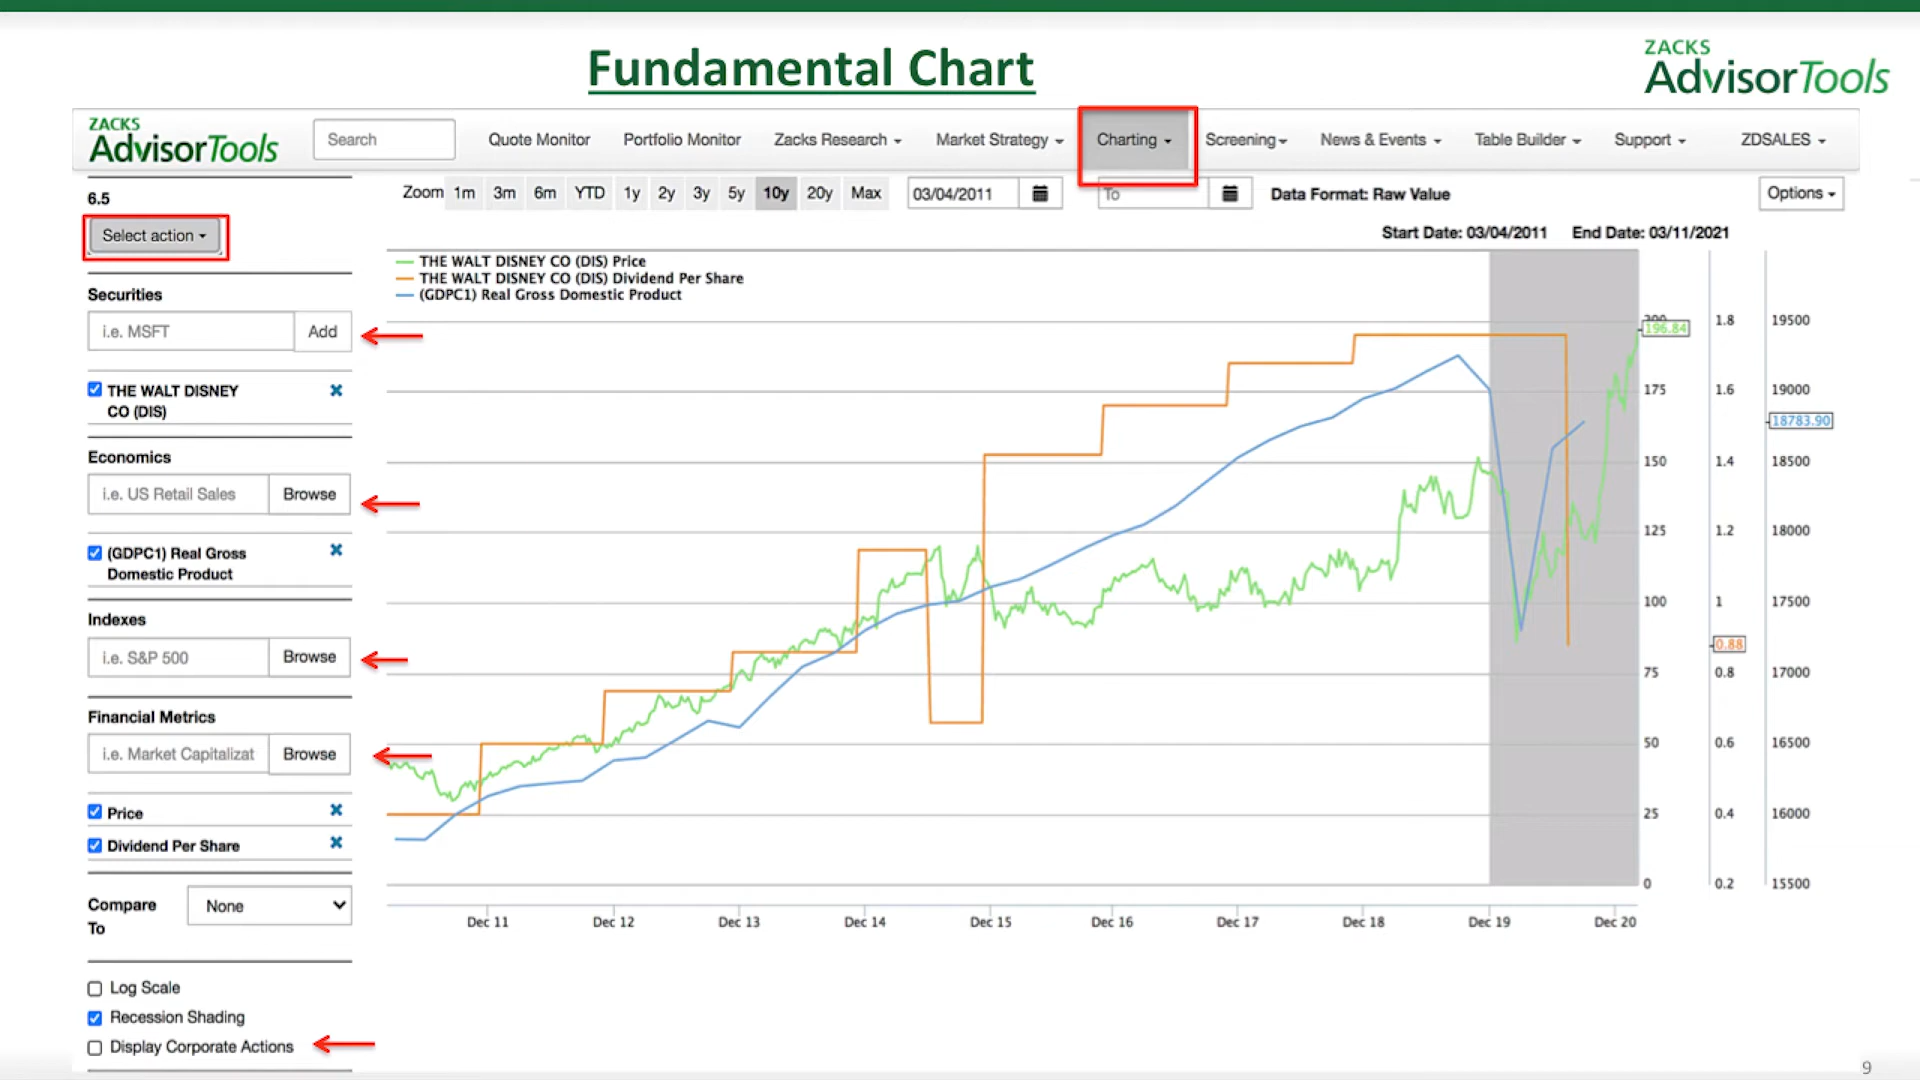 Fundamental Chart
ZACKS
AdvisorTools
ZACKS
AdvisorTools
Search
Quote Monitor
Portfolio Monitor
Zacks Research
Market Strategy
Charting
Screening
News & Events
Table Builder
Support
ZDSALES
6.5
Select action
Zoom 1m 3m 6m YTD 1y 2y 3y 5y 10y 20y Max
03/04/2011
To
Data Format: Raw Value
Options
Start Date: 03/04/2011 End Date: 03/11/2021
Securities
i.e. MSFT
Add
THE WALT DISNEY
CO (DIS)
Economics
i.e. US Retail Sales
Browse
(GDPC1) Real Gross
Domestic Product
Indexes
i.e. S&P 500
Browse
Financial Metrics
i.e. Market Capitalizat
Browse
Price
Dividend Per Share
Compare
To
None
Log Scale
Recession Shading
Display Corporate Actions
THE WALT DISNEY CO (DIS) Price
THE WALT DISNEY CO (DIS) Dividend Per Share
(GDPC1) Real Gross Domestic Product
200
196.84
175
150
125
100
75
50
25
0
1.8
1.6
1.4
1.2
1
0.88
0.8
0.6
0.4
0.2
19500
19000
18783.90
18500
18000
17500
17000
16500
16000
15500
Dec 11
Dec 12
Dec 13
Dec 14
Dec 15
Dec 16
Dec 17
Dec 18
Dec 19
Dec 20
9